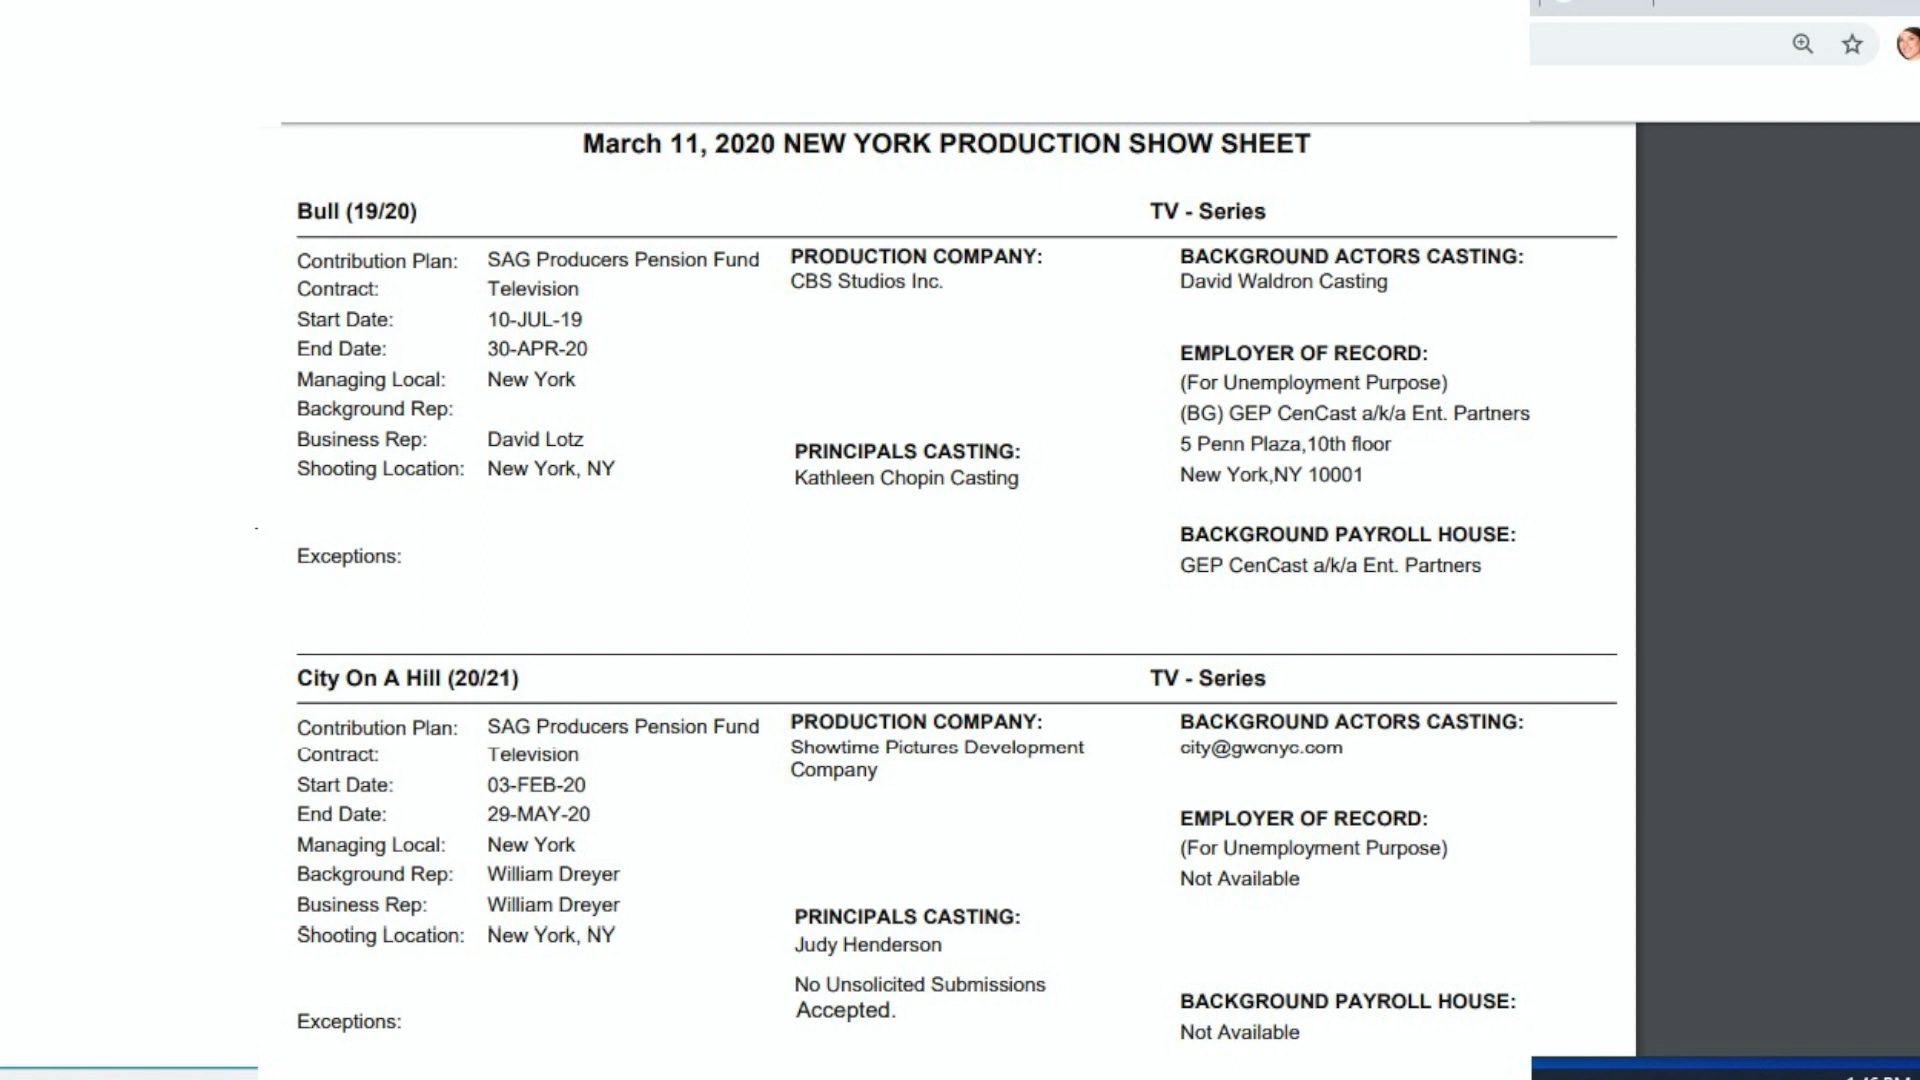 March 11, 2020 NEW YORK PRODUCTION SHOW SHEET
Bull (19/20) TV - Series
Contribution Plan: SAG Producers Pension Fund
Contract: Television
Start Date: 10-JUL-19
End Date: 30-APR-20
Managing Local: New York
Background Rep:
Business Rep: David Lotz
Shooting Location: New York, NY
Exceptions:
PRODUCTION COMPANY:
CBS Studios Inc.
PRINCIPALS CASTING:
Kathleen Chopin Casting
BACKGROUND ACTORS CASTING:
David Waldron Casting
EMPLOYER OF RECORD:
(For Unemployment Purpose)
(BG) GEP CenCast a/k/a Ent. Partners
5 Penn Plaza,10th floor
New York,NY 10001
BACKGROUND PAYROLL HOUSE:
GEP CenCast a/k/a Ent. Partners
City On A Hill (20/21) TV - Series
Contribution Plan: SAG Producers Pension Fund
Contract: Television
Start Date: 03-FEB-20
End Date: 29-MAY-20
Managing Local: New York
Background Rep: William Dreyer
Business Rep: William Dreyer
Shooting Location: New York, NY
Exceptions:
PRODUCTION COMPANY:
Showtime Pictures Development
Company
PRINCIPALS CASTING:
Judy Henderson
No Unsolicited Submissions
Accepted.
BACKGROUND ACTORS CASTING:
city@gwcnyc.com
EMPLOYER OF RECORD:
(For Unemployment Purpose)
Not Available
BACKGROUND PAYROLL HOUSE:
Not Available